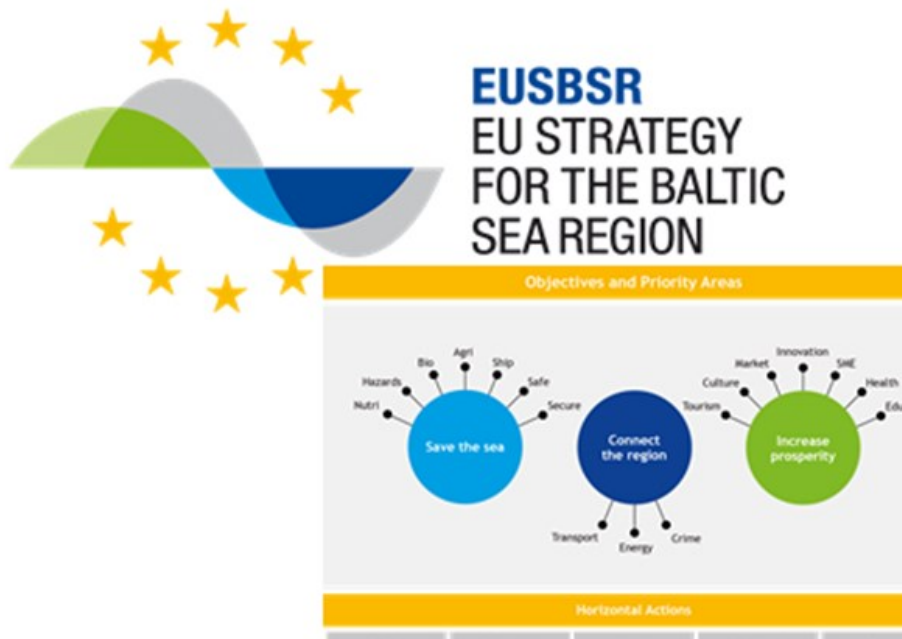 EUSBSR
EU STRATEGY
FOR THE BALTIC
SEA REGION
Objectives and Priority Areas
Nutri
Hazards
Bio
Agri
Ship
Safe
Secure
Save the sea
Connect
the region
Transport
Energy
Crime
Tourism
Culture
Market
Innovation
SME
Health
Edu
Increase
prosperity
Horizontal Actions